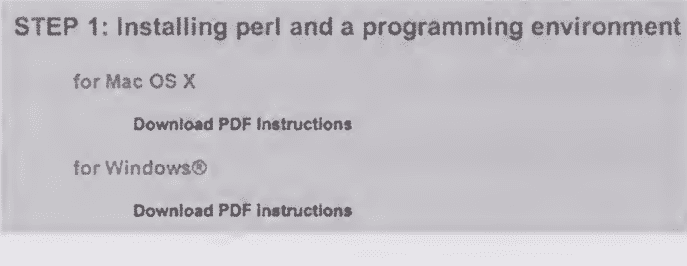 STEP 1: Installing perl and a programming environment
for Mac OS X
Download PDF Instructions
for Windows®
Download PDF Instructions